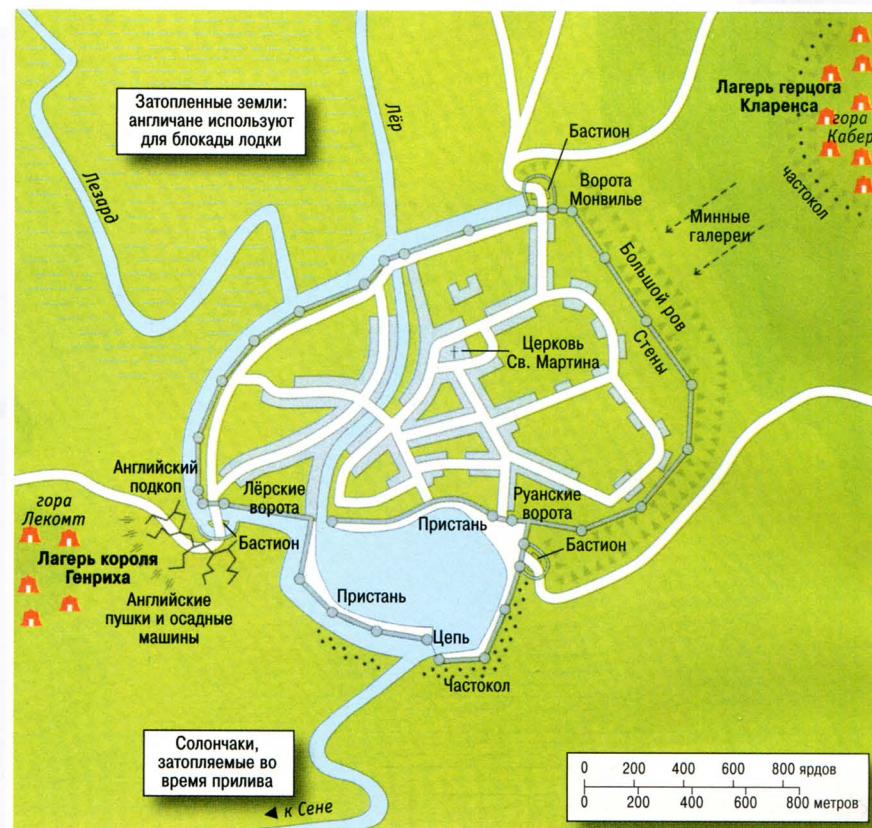 Затопленные земли:
англичане используют
для блокады лодки
Лёр
Лезард
Лагерь герцога
Кларенса
гора
Кабер
частокол
Бастион
Ворота
Монвилье
Минные
галереи
Большой ров
Стены
Церковь
Св. Мартина
Английский
подкоп
Лёрские
ворота
Руанские
ворота
гора
Лекомт
Бастион
Пристань
Бастион
Лагерь короля
Генриха
Английские
пушки и осадные
машины
Пристань
Цепь
Частокол
Солончаки,
затопляемые во
время прилива
к Сене
0 200 400 600 800 ярдов
0 200 400 600 800 метров